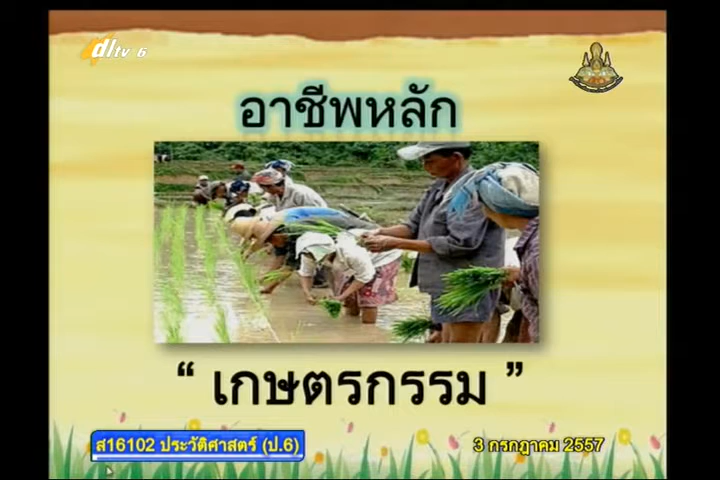 dltv 6
อาชีพหลัก
“ เกษตรกรรม ”
ส16102 ประวัติศาสตร์ (ป.6)
3 กรกฎาคม 2557